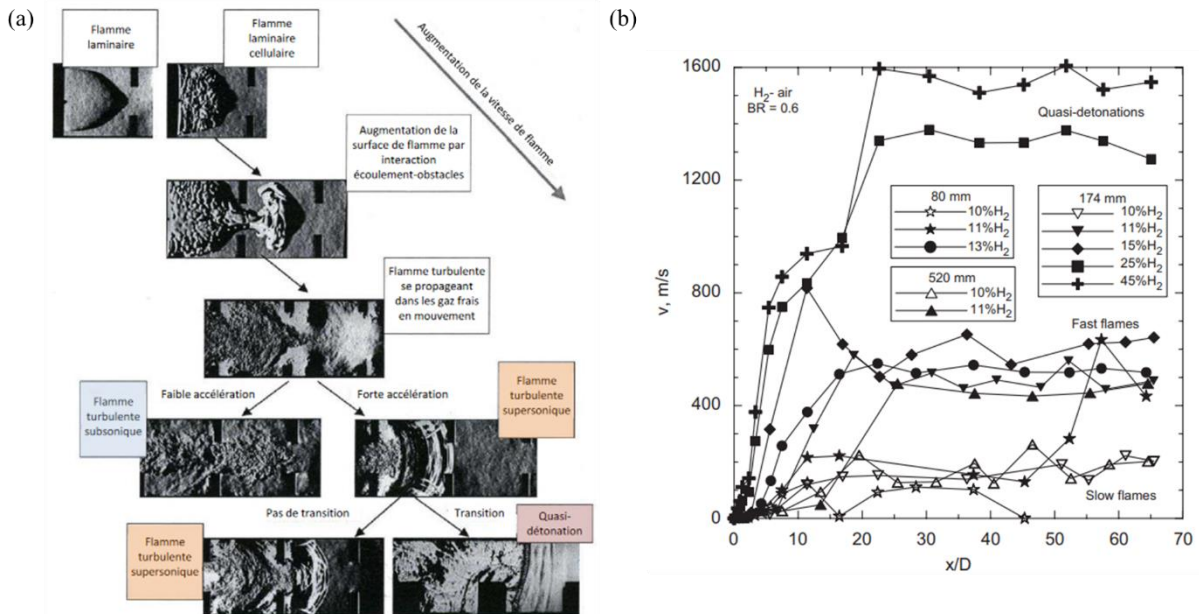 (a)
Flamme
laminaire
Flamme
laminaire
cellulaire
Augmentation de la vitesse de flamme
Augmentation de la
surface de flamme par
interaction
écoulement-obstacles
Flamme turbulente
se propageant
dans les gaz frais
en mouvement
Faible accélération
Forte accélération
Flamme
turbulente
subsonique
Flamme
turbulente
supersonique
Pas de transition
Transition
Quasi-
détonation
Flamme
turbulente
supersonique
(b)
1600
1200
800
400
0
v, m/s
H₂- air
BR = 0.6
Quasi-detonations
80 mm
10%H₂
11%H₂
13%H₂
520 mm
10%H₂
11%H₂
174 mm
10%H₂
11%H₂
15%H₂
25%H₂
45%H₂
Fast flames
Slow flames
0 10 20 30 40 50 60 70
x/D